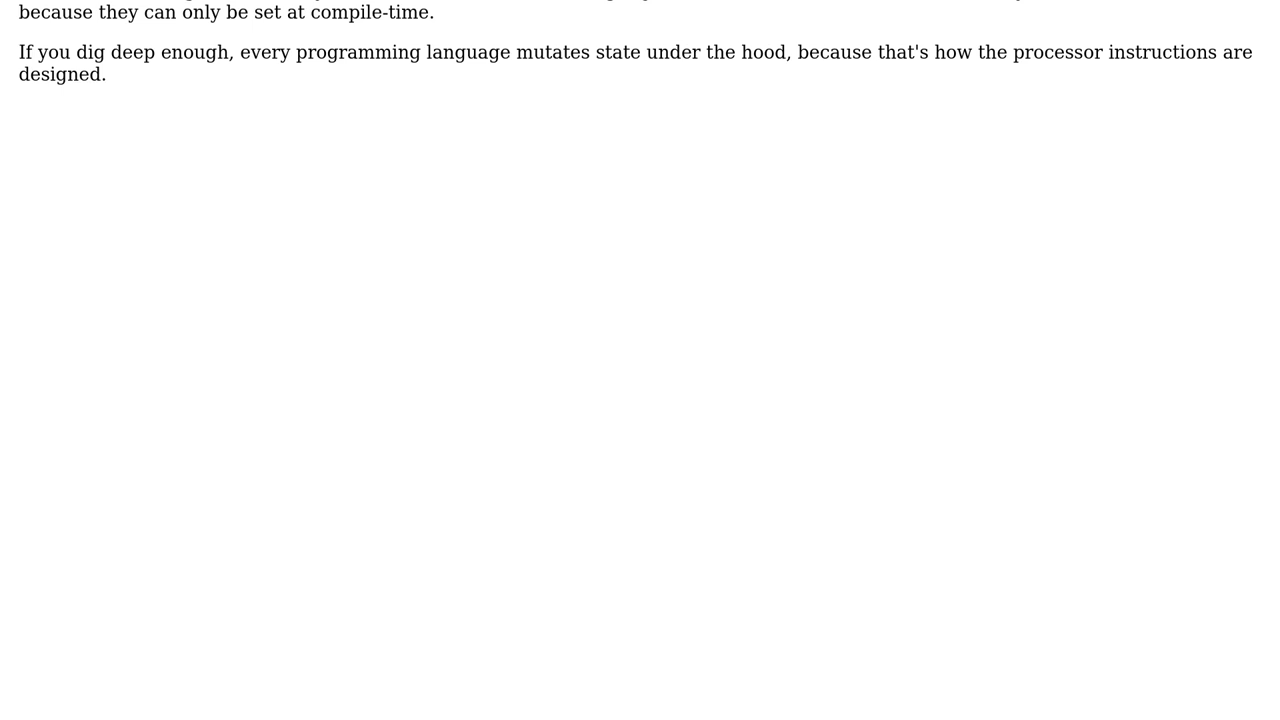 because they can only be set at compile-time.
If you dig deep enough, every programming language mutates state under the hood, because that's how the processor instructions are
designed.